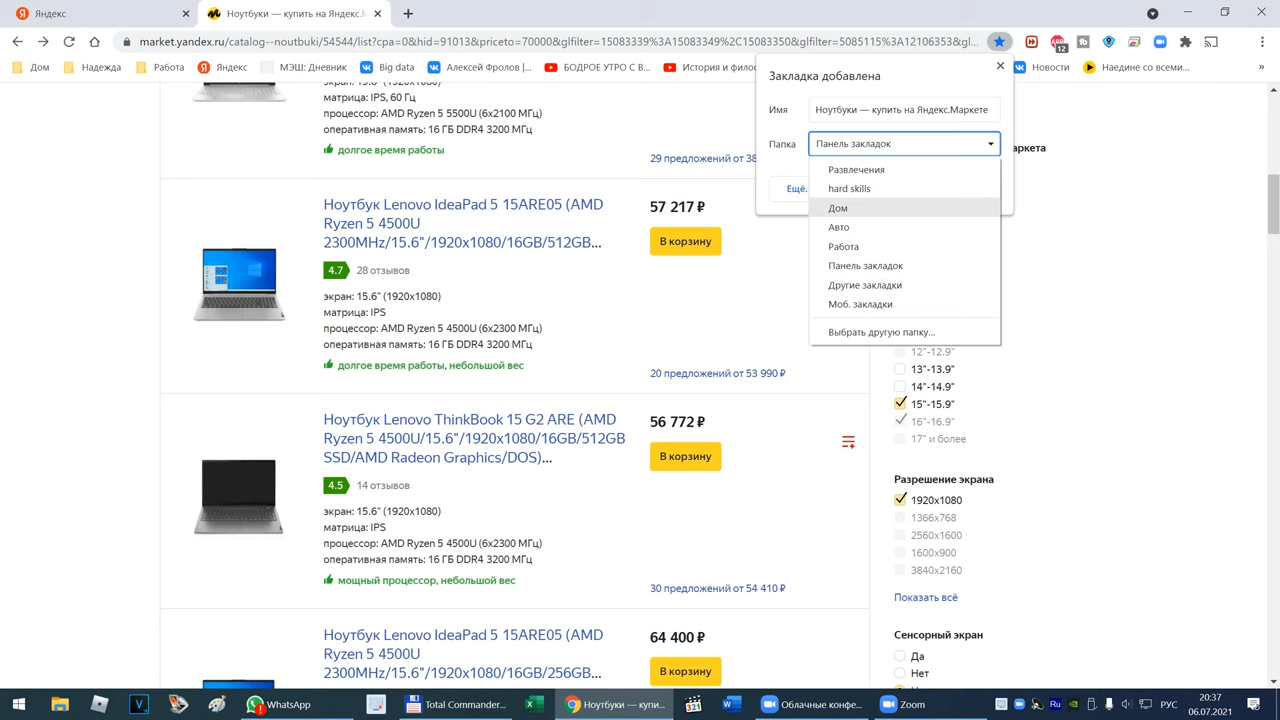 Яндекс
Ноутбуки — купить на Яндекс.М
market.yandex.ru/catalog--noutbuki/54544/list?cpa=0&hid=91013&priceto=70000&glfilter=15083339%3A15083349%2C15083350&glfilter=5085115%3A12106353&gl...
12
Дом
Надежда
Работа
Яндекс
МЭШ: Дневник
Big data
Алексей Фролов |...
БОДРОЕ УТРО С В...
История и филос
Новости
Наедине со всеми...
»
Закладка добавлена
Имя
Ноутбуки — купить на Яндекс.Маркете
Папка
Панель закладок
Развлечения
hard skills
Дом
Авто
Работа
Панель закладок
Другие закладки
Моб. закладки
Выбрать другую папку...
Ещё.
маркета
матрица: IPS, 60 Гц
процессор: AMD Ryzen 5 5500U (6x2100 МГц)
оперативная память: 16 ГБ DDR4 3200 МГц
долгое время работы
29 предложений от 38
Ноутбук Lenovo IdeaPad 5 15ARE05 (AMD
Ryzen 5 4500U
2300MHz/15.6"/1920x1080/16GB/512GB...
57 217 ₽
В корзину
4.7
28 отзывов
экран: 15.6" (1920x1080)
матрица: IPS
процессор: AMD Ryzen 5 4500U (6x2300 МГц)
оперативная память: 16 ГБ DDR4 3200 МГц
долгое время работы, небольшой вес
20 предложений от 53 990 ₽
Ноутбук Lenovo ThinkBook 15 G2 ARE (AMD
Ryzen 5 4500U/15.6"/1920x1080/16GB/512GB
SSD/AMD Radeon Graphics/DOS)...
56 772 ₽
В корзину
4.5
14 отзывов
экран: 15.6" (1920x1080)
матрица: IPS
процессор: AMD Ryzen 5 4500U (6x2300 МГц)
оперативная память: 16 ГБ DDR4 3200 МГц
мощный процессор, небольшой вес
30 предложений от 54 410 ₽
Ноутбук Lenovo IdeaPad 5 15ARE05 (AMD
Ryzen 5 4500U
2300MHz/15.6"/1920x1080/16GB/256GB...
64 400 ₽
В корзину
12"-12.9"
13"-13.9"
14"-14.9"
15"-15.9"
16"-16.9"
17" и более
Разрешение экрана
1920x1080
1366x768
2560x1600
1600x900
3840x2160
Показать всё
Сенсорный экран
Да
Нет
WhatsApp
Total Commander...
Ноутбуки — купи...
321
Облачные конфе...
Zoom
РУС
20:37
06.07.2021